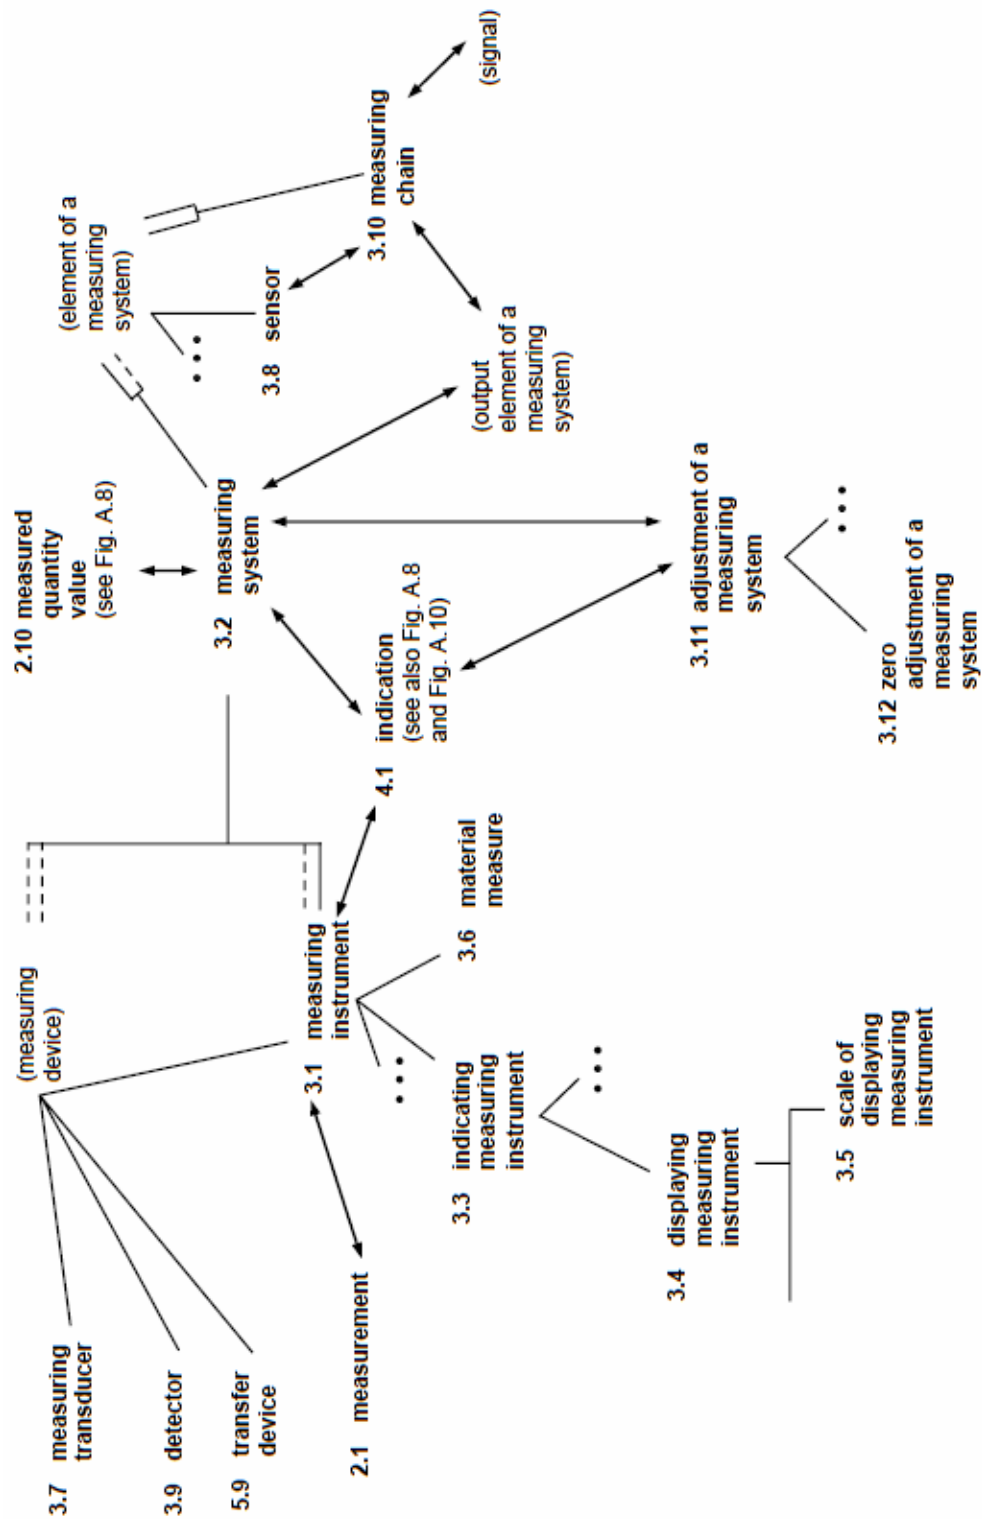 2.10 measured
quantity
value
(see Fig. A.8)
(element of a
measuring
system)
(measuring
device)
3.7 measuring
transducer
3.9 detector
5.9 transfer
device
3.2 measuring
system
3.8 sensor
3.1 measuring
instrument
2.1 measurement
4.1 indication
(see also Fig. A.8
and Fig. A.10)
3.10 measuring
chain
(signal)
3.3 indicating
measuring
instrument
3.6 material
measure
(output
element of a
measuring
system)
3.4 displaying
measuring
instrument
3.11 adjustment of a
measuring
system
3.5 scale of
displaying
measuring
instrument
3.12 zero
adjustment of a
measuring
system